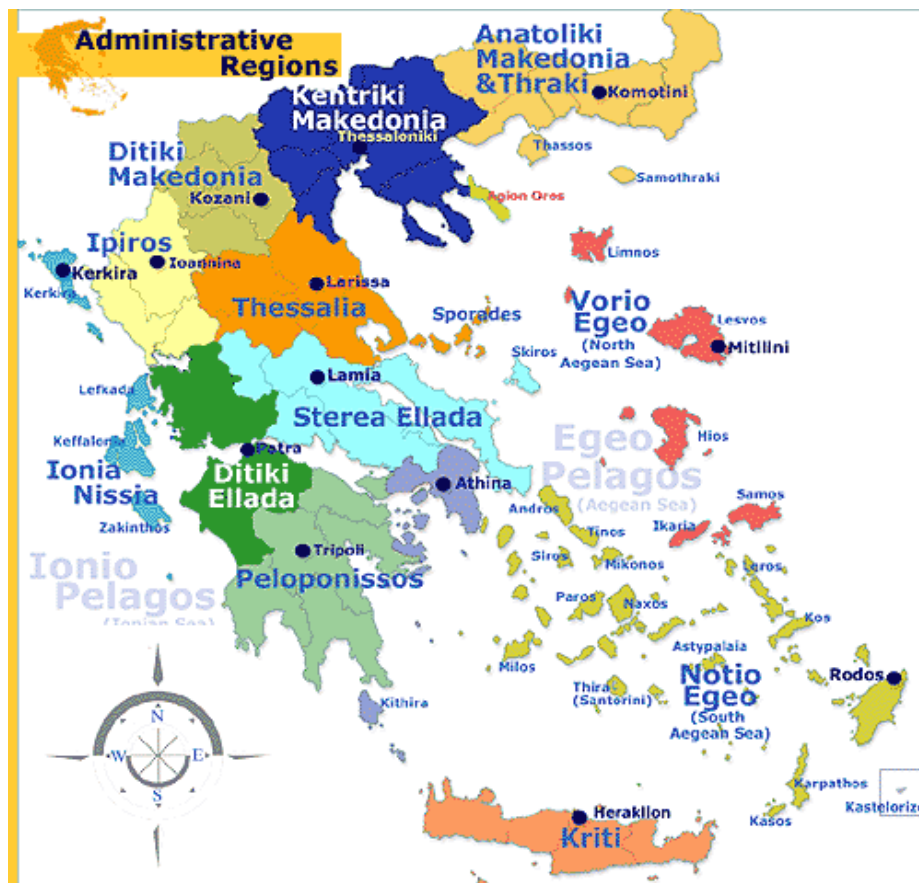 Administrative
Regions
Anatoliki
Makedonia
&Thraki
Komotini
Kentriki
Makedonia
Thessaloniki
Thassos
Samothraki
Ditiki
Makedonia
Kozani
Agion Oros
Ipiros
Ioannina
Kerkira
Kerkira
Limnos
Larissa
Thessalia
Sporades
Vorio
Egeo
(North
Aegean Sea)
Lesvos
Mitilini
Skiros
Lamia
Lefkada
Sterea Ellada
Keffalonia
Patra
Ionia
Nissia
Ditiki
Ellada
Athina
Egeo
Pelagos
(Aegean Sea)
Hios
Zakinthos
Andros
Samos
Ikaria
Tinos
Tripoli
Siros
Mikonos
Leros
Ionio
Pelagos
(Ionian Sea)
Peloponissos
Paros
Naxos
Kos
Milos
Astypalaia
Thira
(Santorini)
Notio
Egeo
(South
Aegean Sea)
Rodos
Kithira
N
W
E
S
Karpathos
Kasos
Kastelorizo
Heraklion
Kriti